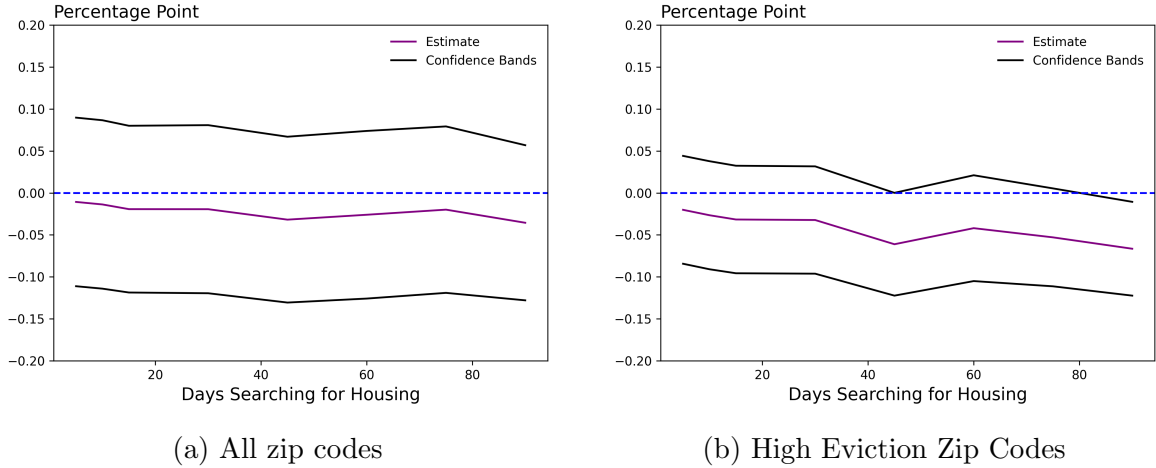 Percentage Point
0.20
0.15
0.10
0.05
0.00
−0.05
−0.10
−0.15
−0.20
Estimate
Confidence Bands
20 40 60 80
Days Searching for Housing
(a) All zip codes
Percentage Point
0.20
0.15
0.10
0.05
0.00
−0.05
−0.10
−0.15
−0.20
Estimate
Confidence Bands
20 40 60 80
Days Searching for Housing
(b) High Eviction Zip Codes